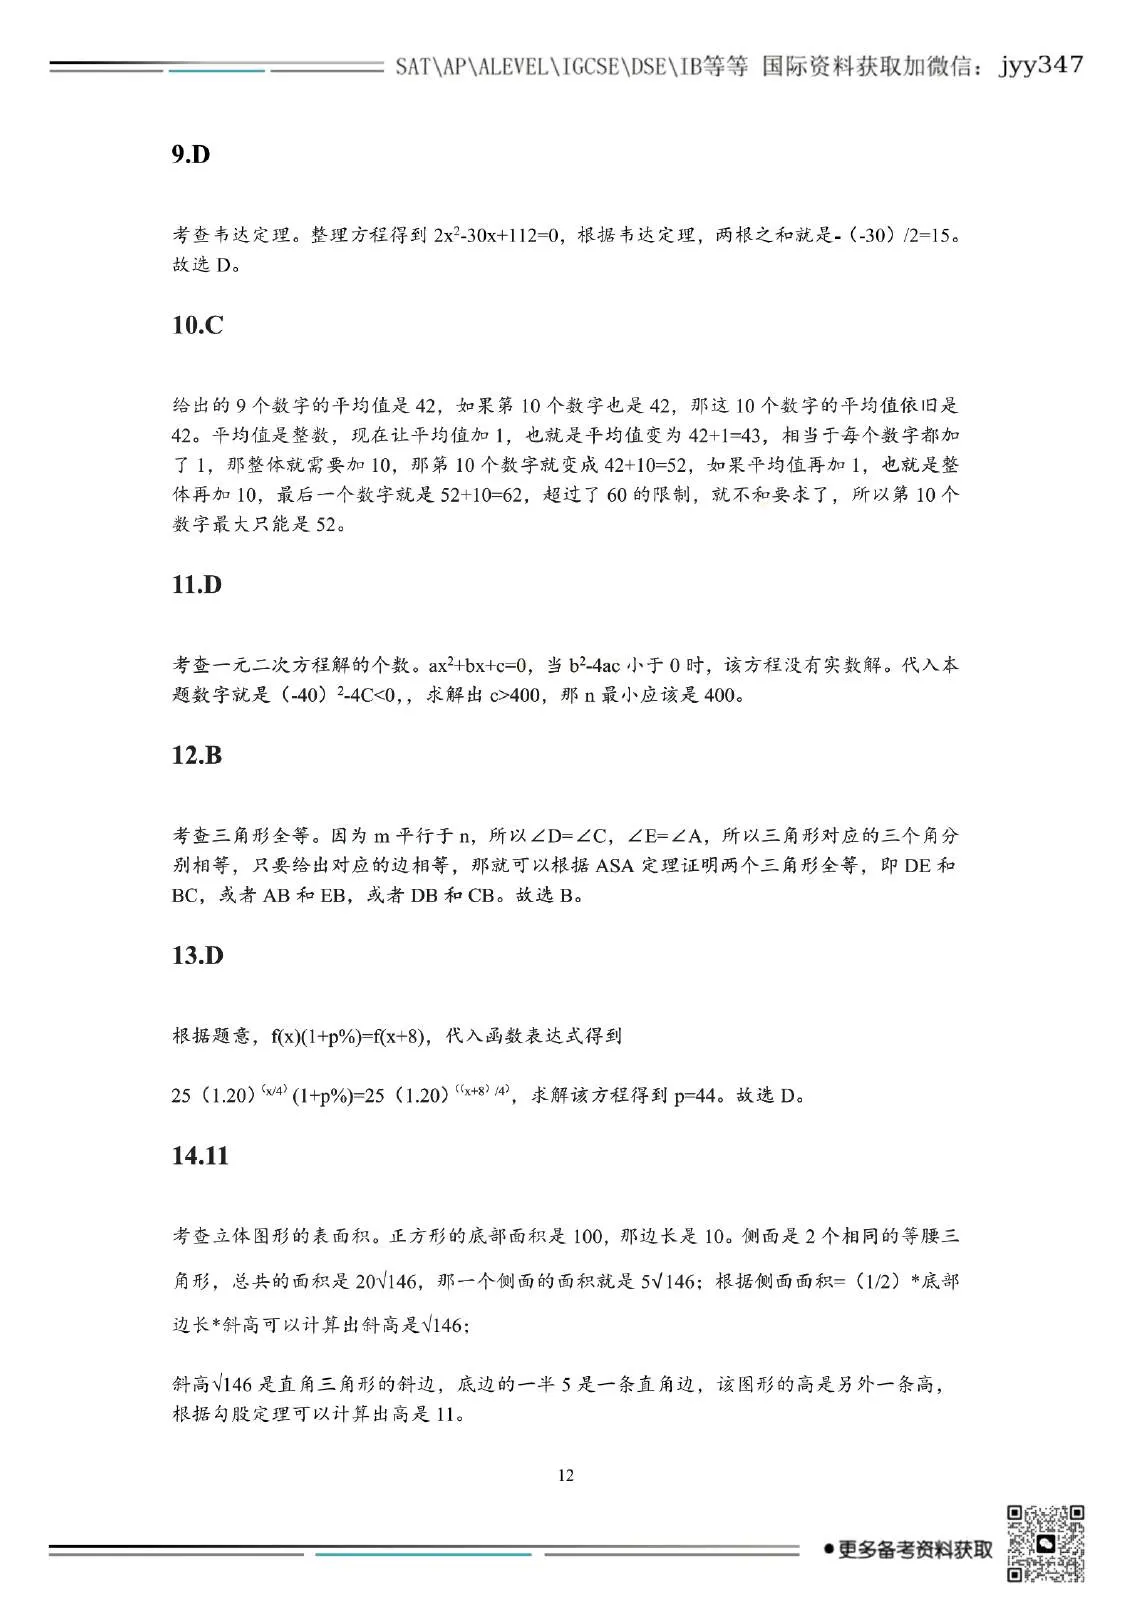 SAT\AP\ALEVEL\IGCSE\DSE\IB等等 国际资料获取加微信：jyy347
9.D
考查韦达定理。整理方程得到 2x²-30x+112=0，根据韦达定理，两根之和就是-（-30）/2=15。
故选 D。
10.C
给出的 9 个数字的平均值是 42，如果第 10 个数字也是 42，那这 10 个数字的平均值依旧是
42。平均值是整数，现在让平均值加 1，也就是平均值变为 42+1=43，相当于每个数字都加
了 1，那整体就需要加 10，那第 10 个数字就变成 42+10=52，如果平均值再加 1，也就是整
体再加 10，最后一个数字就是 52+10=62，超过了 60 的限制，就不和要求了，所以第 10 个
数字最大只能是 52。
11.D
考查一元二次方程解的个数。ax²+bx+c=0，当 b²-4ac 小于 0 时，该方程没有实数解。代入本
题数字就是（-40）²-4C<0，，求解出 c>400，那 n 最小应该是 400。
12.B
考查三角形全等。因为 m 平行于 n，所以∠D=∠C，∠E=∠A，所以三角形对应的三个角分
别相等，只要给出对应的边相等，那就可以根据 ASA 定理证明两个三角形全等，即 DE 和
BC，或者 AB 和 EB，或者 DB 和 CB。故选 B。
13.D
根据题意，f(x)(1+p%)=f(x+8)，代入函数表达式得到
25（1.20）（x/4）(1+p%)=25（1.20）（（x+8）/4），求解该方程得到 p=44。故选 D。
14.11
考查立体图形的表面积。正方形的底部面积是 100，那边长是 10。侧面是 2 个相同的等腰三
角形，总共的面积是 20√146，那一个侧面的面积就是 5√146；根据侧面面积=（1/2）*底部
边长*斜高可以计算出斜高是√146；
斜高√146 是直角三角形的斜边，底边的一半 5 是一条直角边，该图形的高是另外一条高，
根据勾股定理可以计算出高是 11。
12
●更多备考资料获取